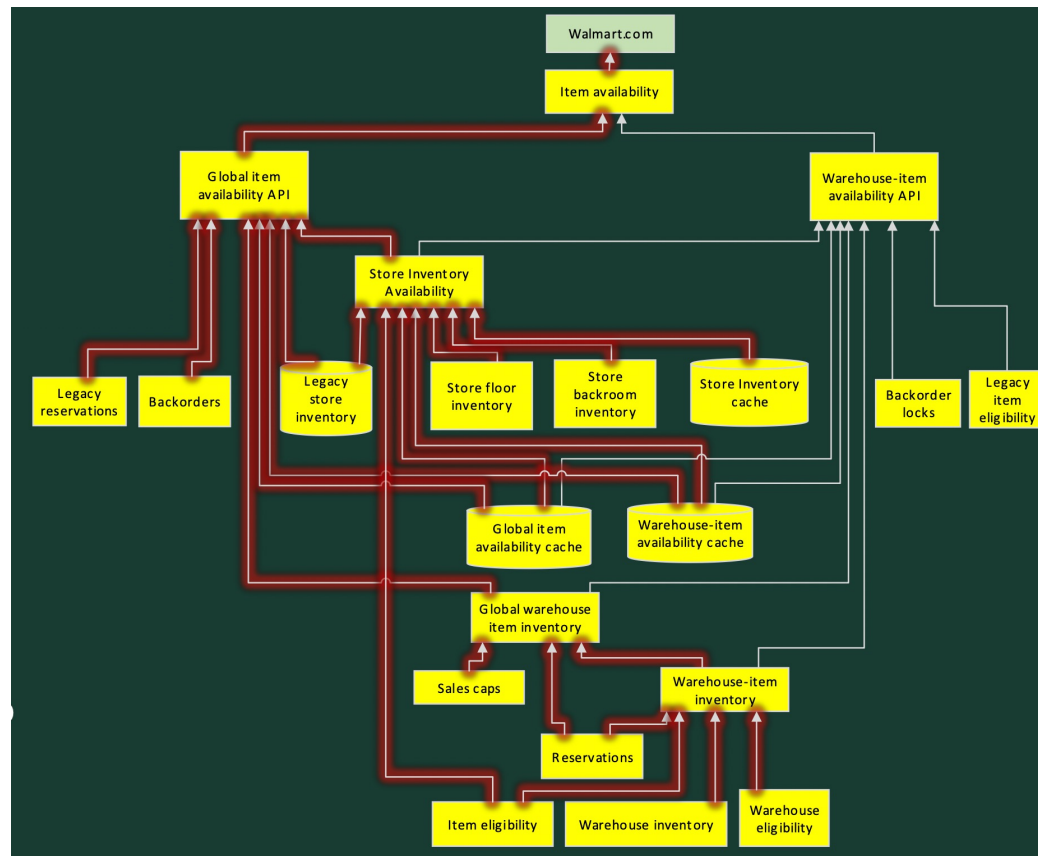 Walmart.com
Item availability
Global item
availability API
Warehouse-item
availability API
Store Inventory
Availability
Legacy
reservations
Backorders
Legacy
store
inventory
Store floor
inventory
Store
backroom
inventory
Store Inventory
cache
Backorder
locks
Legacy
item
eligibility
Global item
availability cache
Warehouse-item
availability cache
Global warehouse
item inventory
Sales caps
Warehouse-item
inventory
Reservations
Item eligibility
Warehouse inventory
Warehouse
eligibility